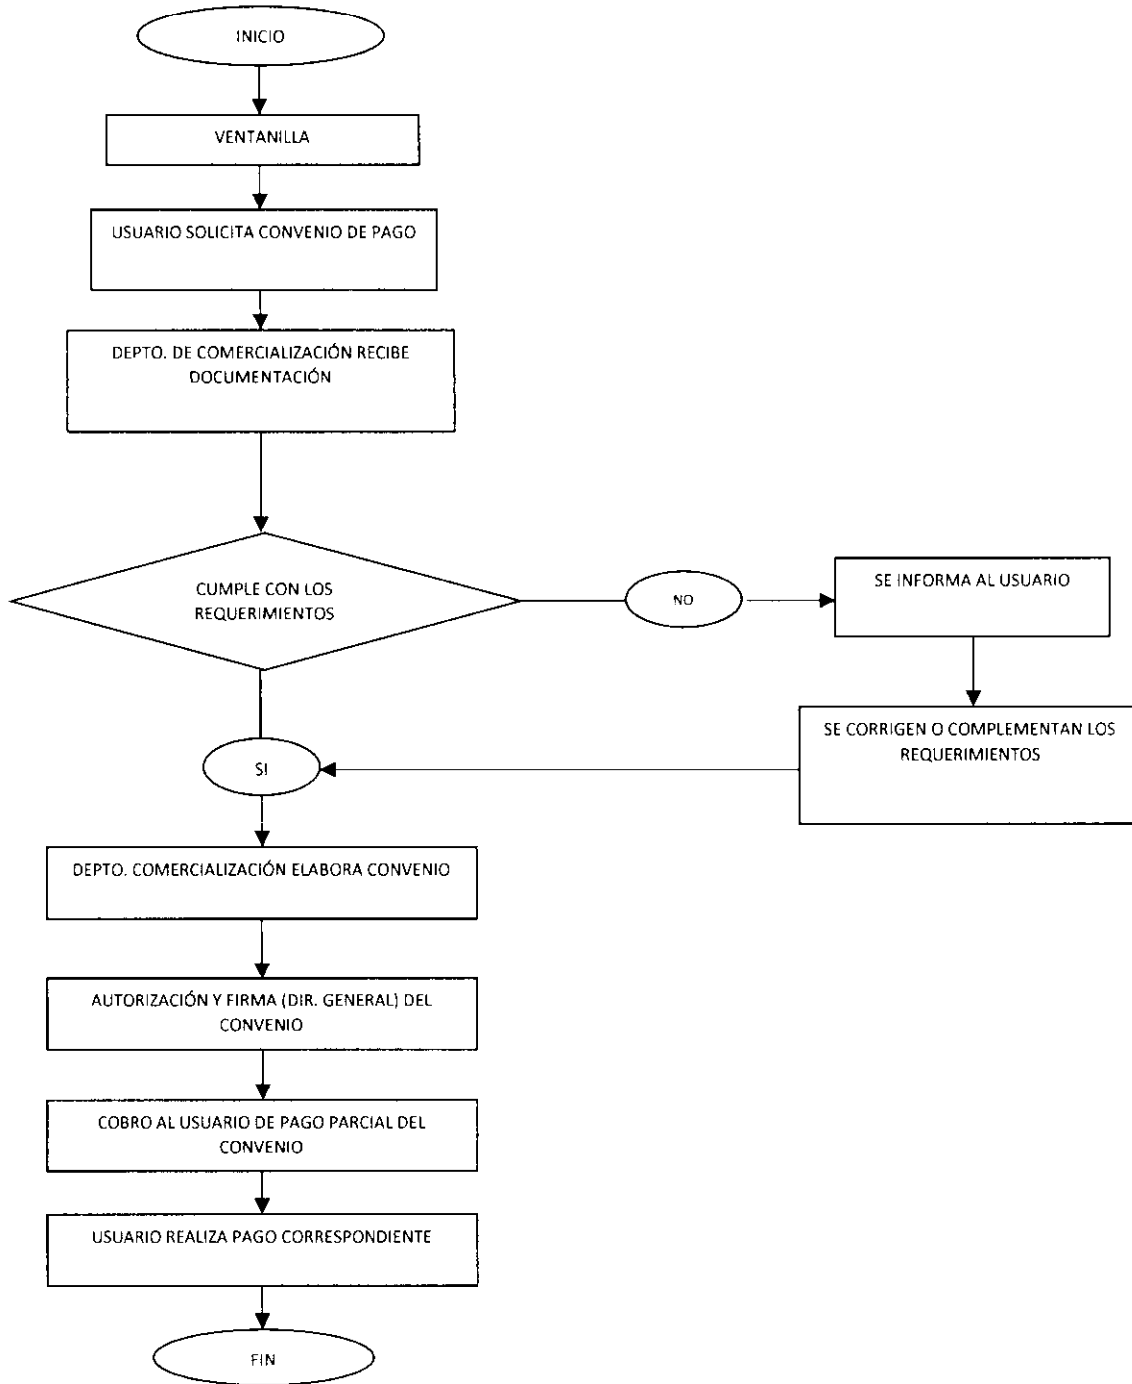 INICIO
VENTANILLA
USUARIO SOLICITA CONVENIO DE PAGO
DEPTO. DE COMERCIALIZACIÓN RECIBE
DOCUMENTACIÓN
CUMPLE CON LOS
REQUERIMIENTOS
NO
SE INFORMA AL USUARIO
SE CORRIGEN O COMPLEMENTAN LOS
REQUERIMIENTOS
SI
DEPTO. COMERCIALIZACIÓN ELABORA CONVENIO
AUTORIZACIÓN Y FIRMA (DIR. GENERAL) DEL
CONVENIO
COBRO AL USUARIO DE PAGO PARCIAL DEL
CONVENIO
USUARIO REALIZA PAGO CORRESPONDIENTE
FIN